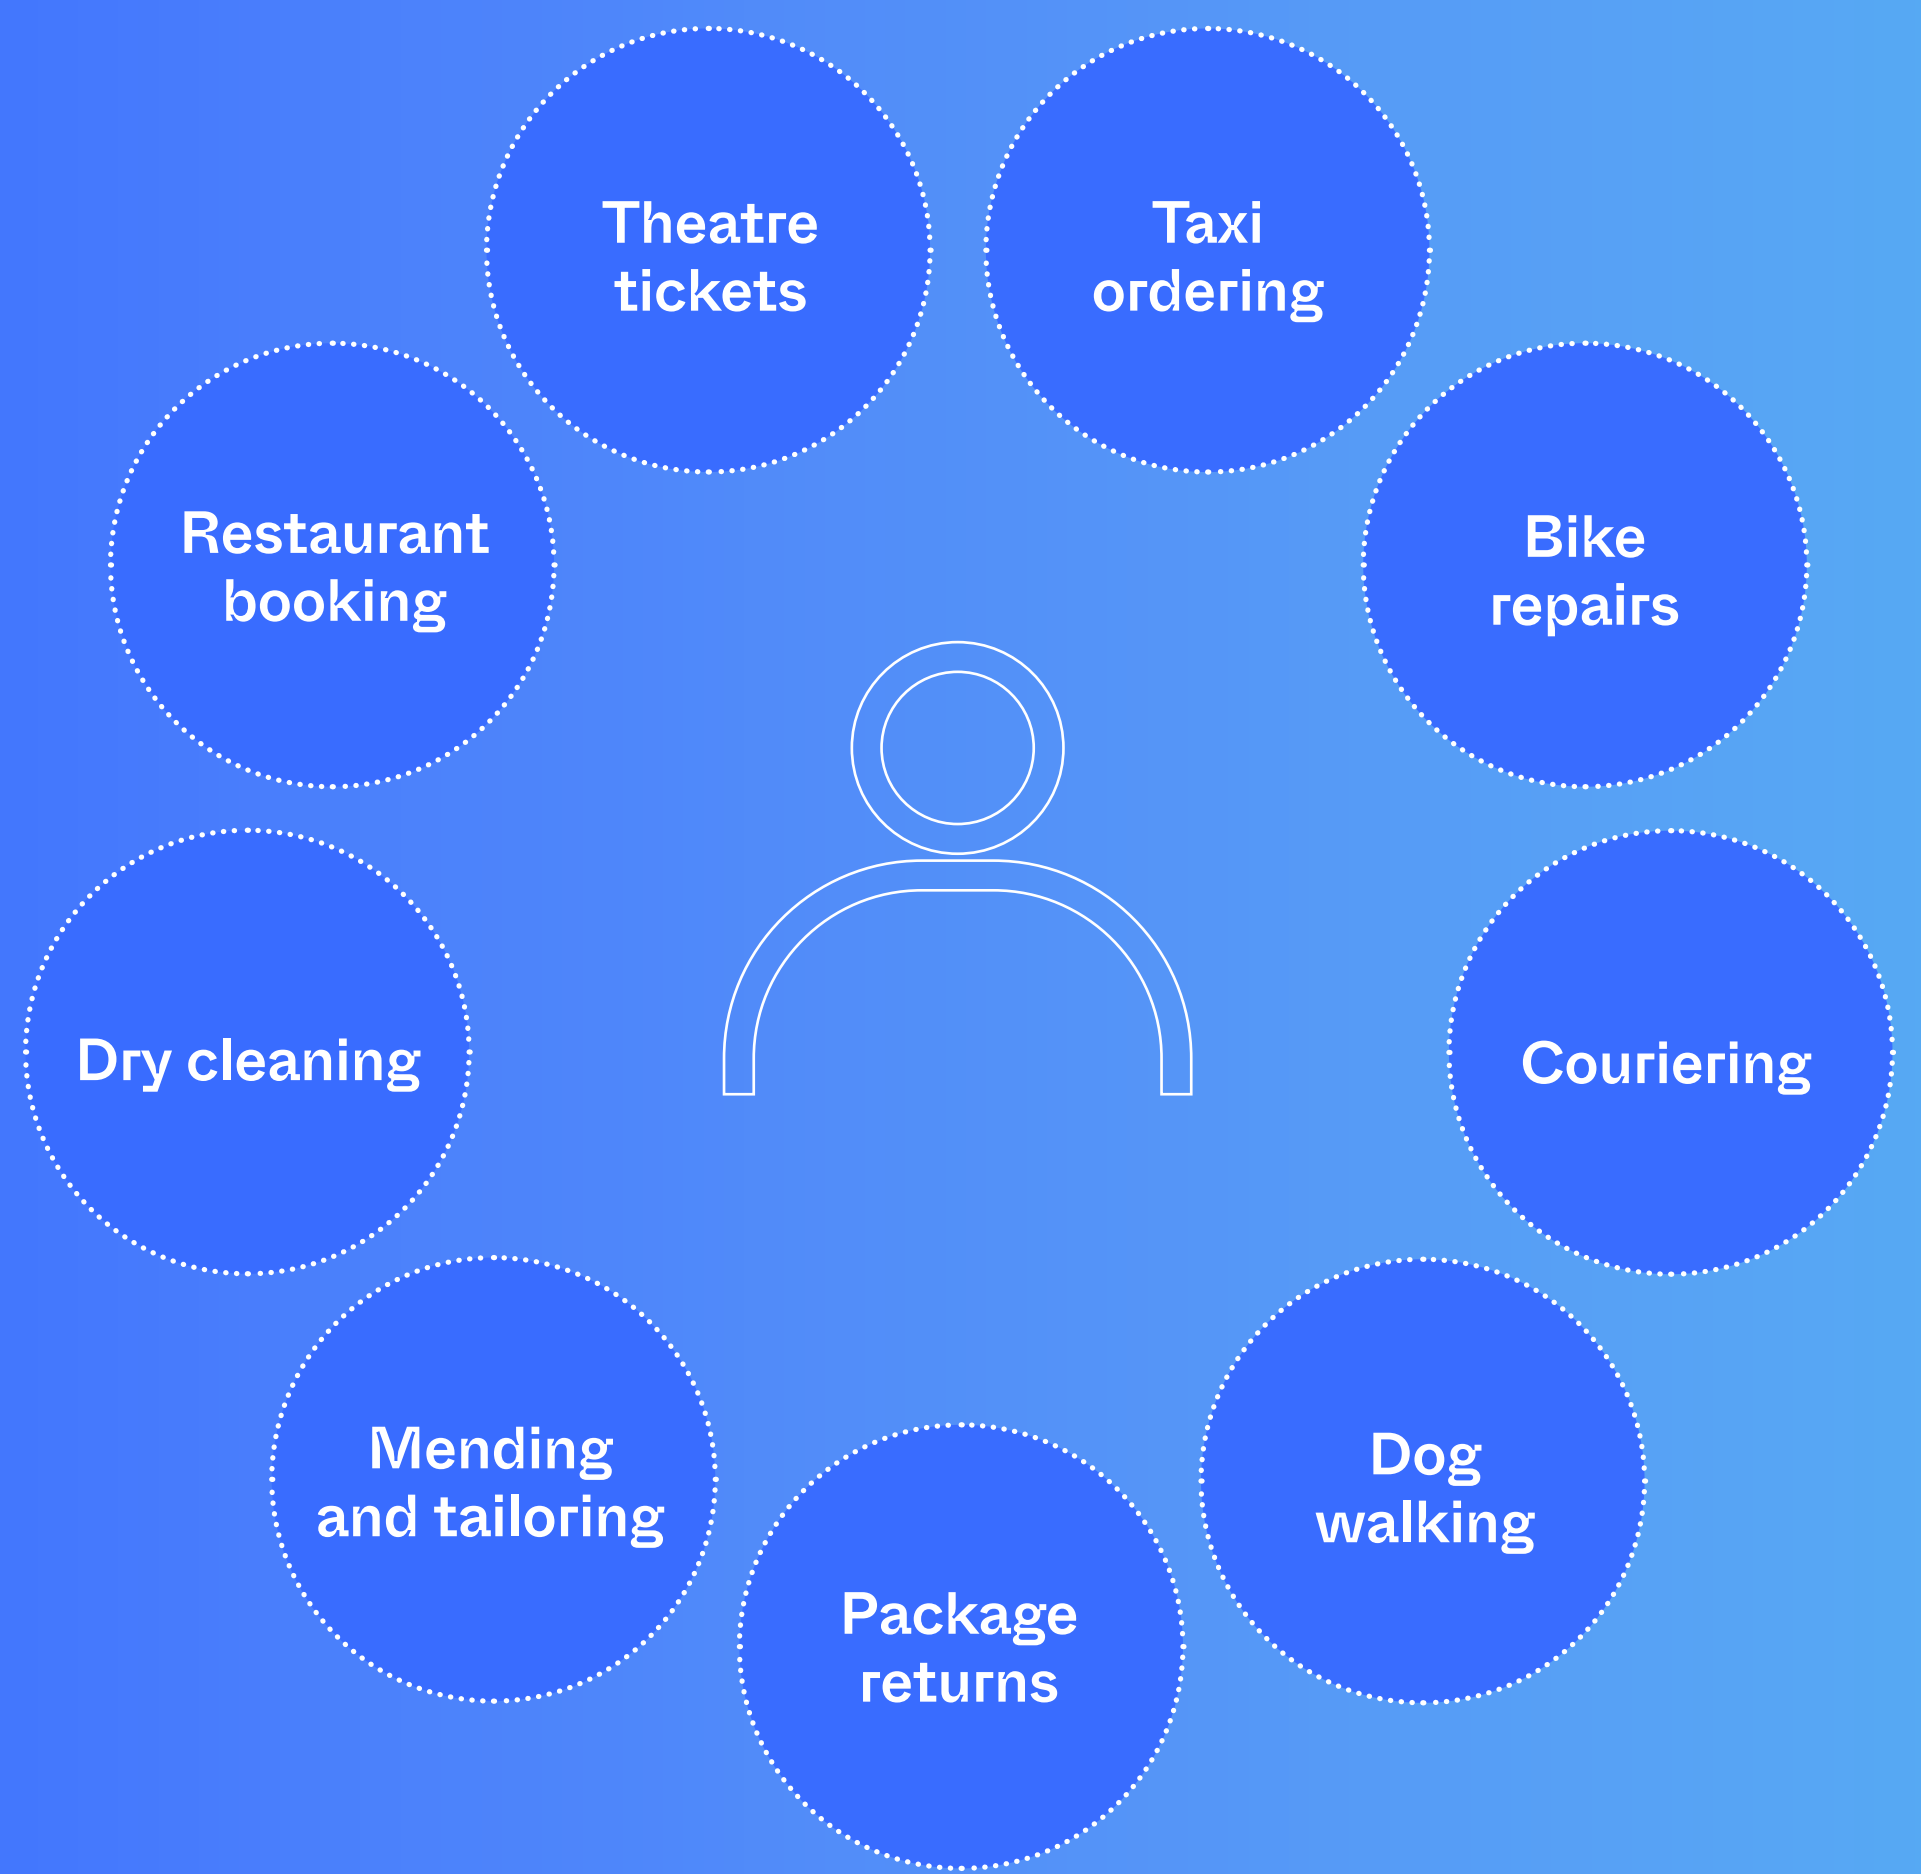 Theatre
tickets
Taxi
ordering
Restaurant
booking
Bike
repairs
Dry cleaning
Couriering
Mending
and tailoring
Dog
walking
Package
returns